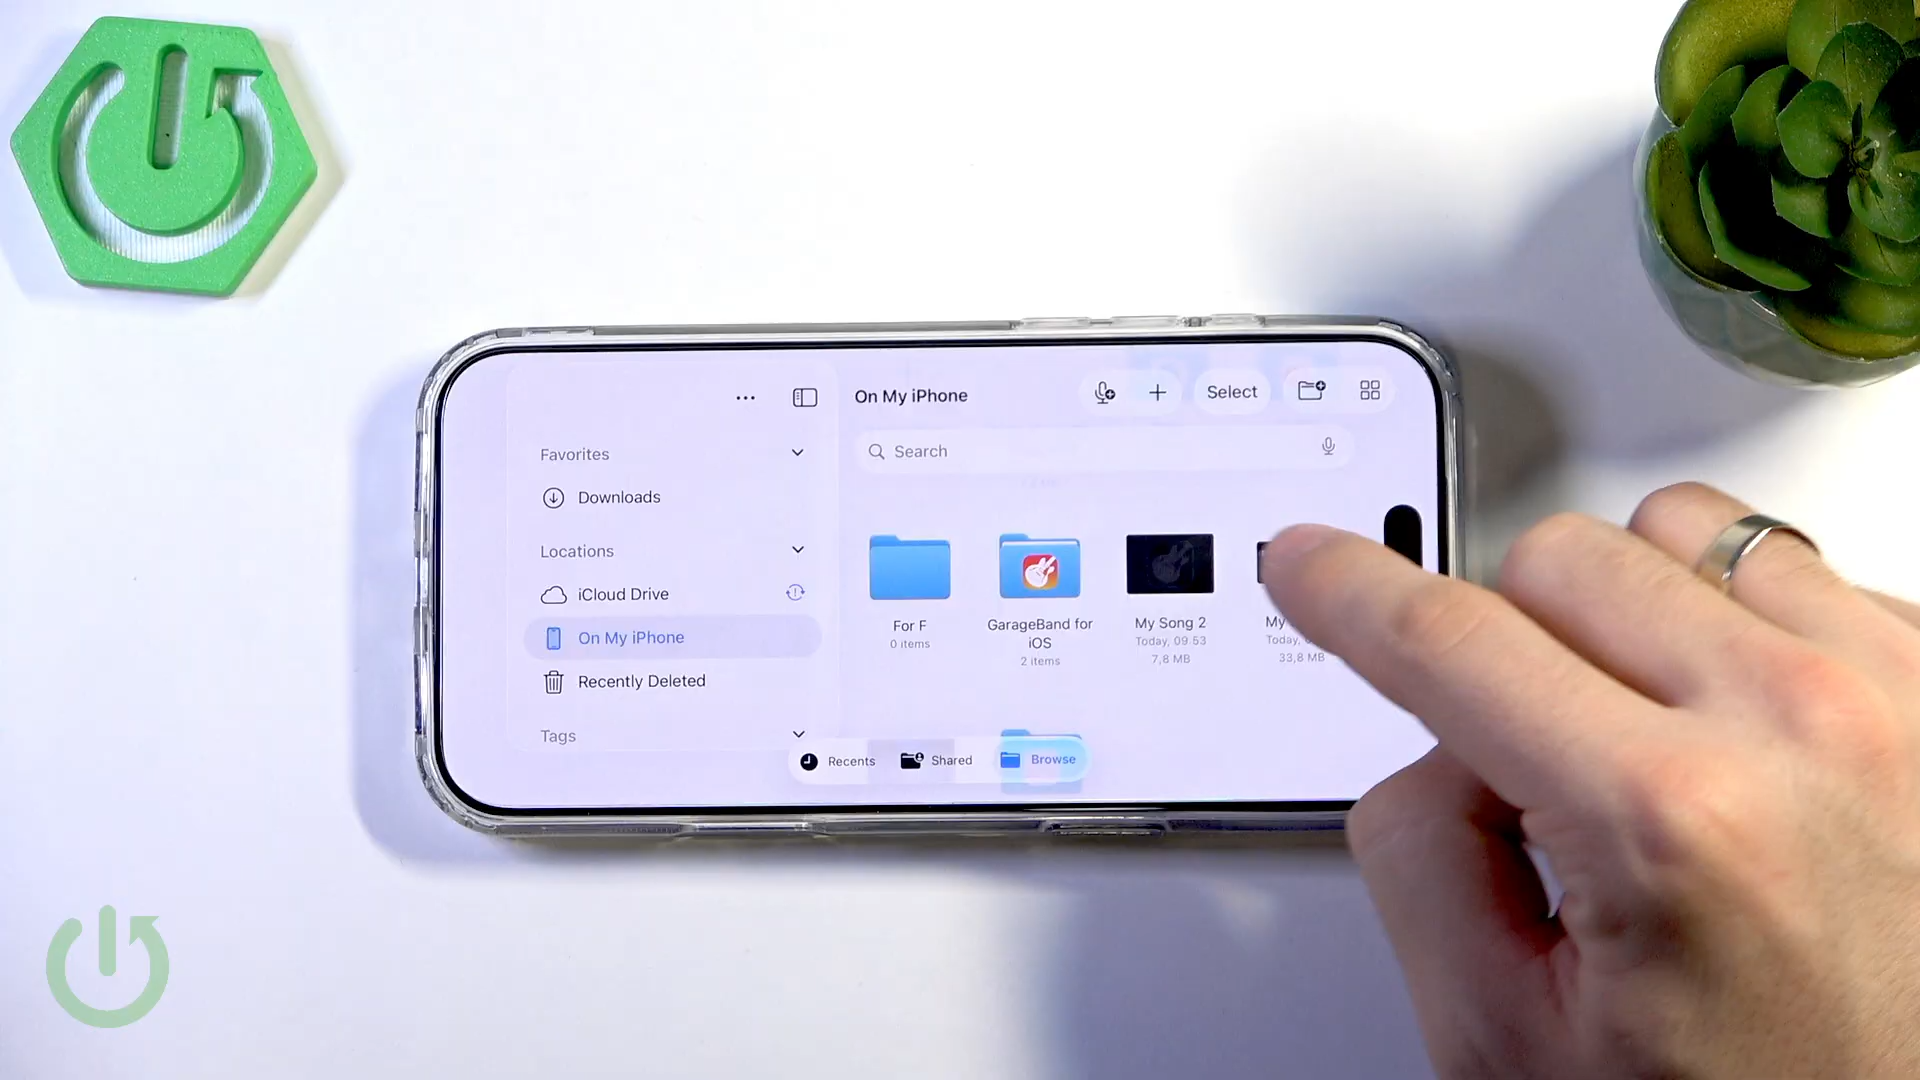 On My iPhone
Select
Search
Favorites
Downloads
Locations
iCloud Drive
On My iPhone
Recently Deleted
Tags
For F
0 items
GarageBand for
iOS
2 items
My Song 2
Today, 09 53
7,8 MB
My
Today,
33,8 MB
Recents
Shared
Browse